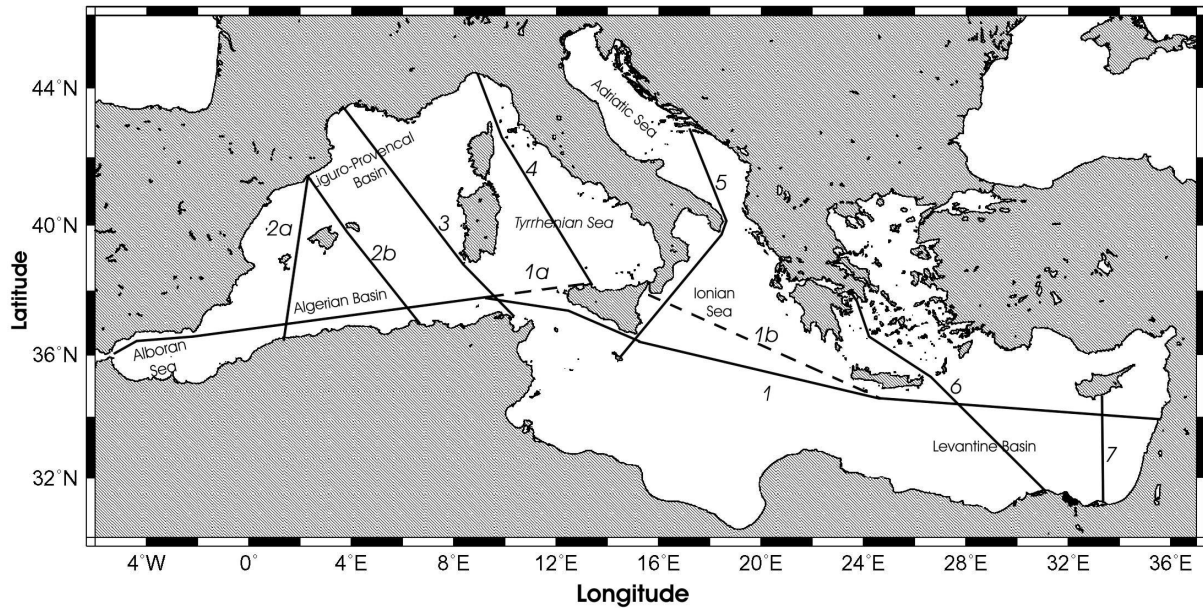 44°N
40°N
36°N
32°N
Latitude
4°W
0°
4°E
8°E
12°E
16°E
20°E
24°E
28°E
32°E
36°E
Longitude
Adriatic Sea
iguro-Provencal
Basin
4
5
2a
3
Tyrrhenian Sea
2b
1a
Algerian Basin
Ionian
Sea
1b
Alboran
Sea
1
6
Levantine Basin
7